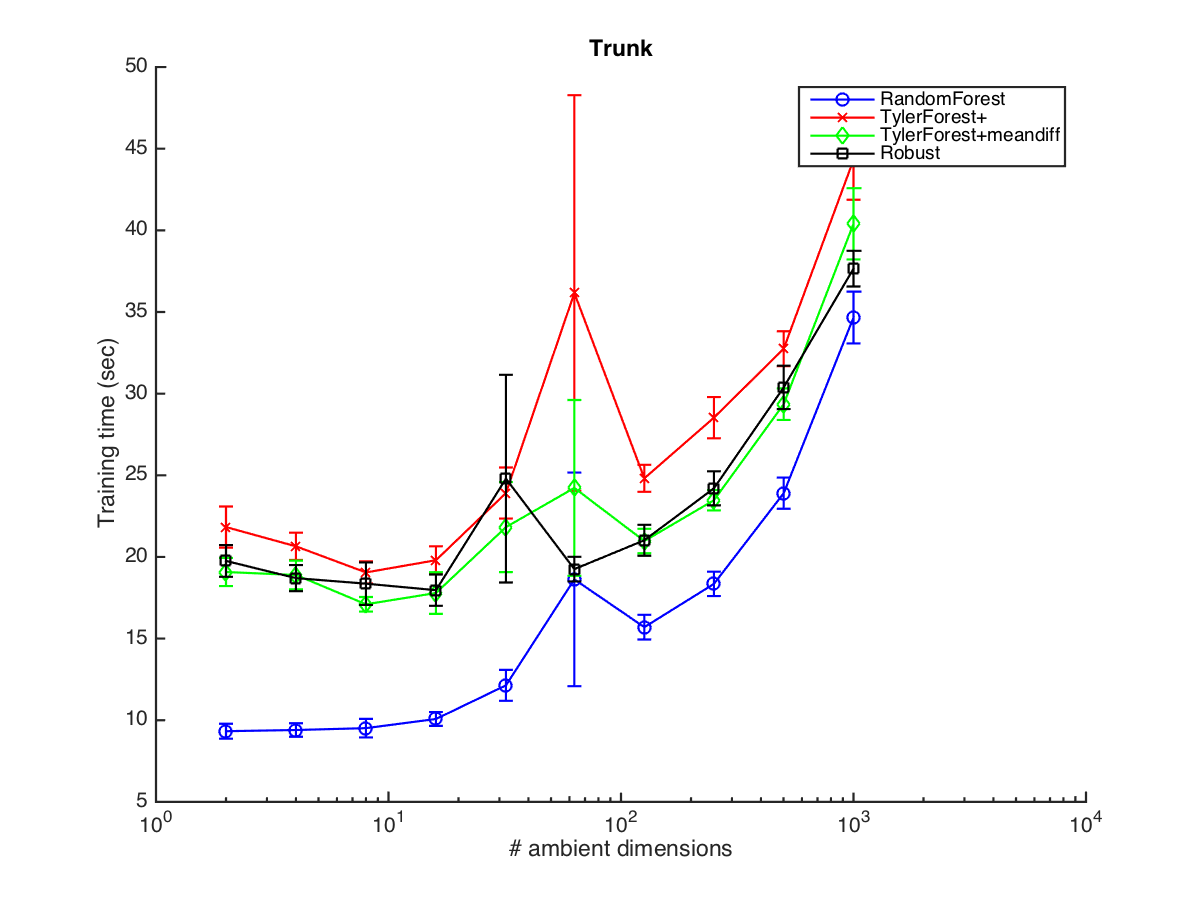 Trunk
50
45
40
35
30
25
20
15
10
5
10^0
10^1
10^2
10^3
10^4
Training time (sec)
# ambient dimensions
RandomForest
TylerForest+
TylerForest+meandiff
Robust